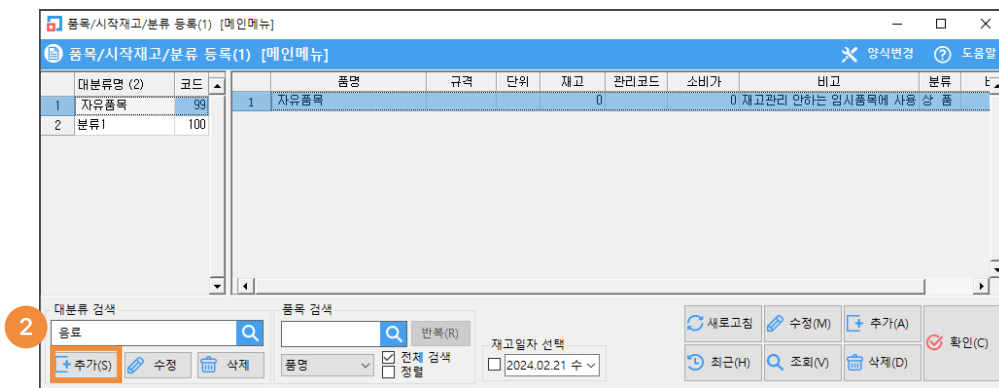 품목/시작재고/분류 등록(1) [메인메뉴]
품목/시작재고/분류 등록(1) [메인메뉴] 양식변경 도움말
대분류명 (2) 코드
1 자유품목 99
2 분류1 100
품명 규격 단위 재고 관리코드 소비가 비고 분류
1 자유품목 0 0 재고관리 안하는 임시품목에 사용 상 품
2
대분류 검색
음료
추가(S) 수정 삭제
품목 검색
반복(R)
품명 전체 검색
정렬
재고일자 선택
2024.02.21 수
새로고침 수정(M) 추가(A)
최근(H) 조회(V) 삭제(D)
확인(C)